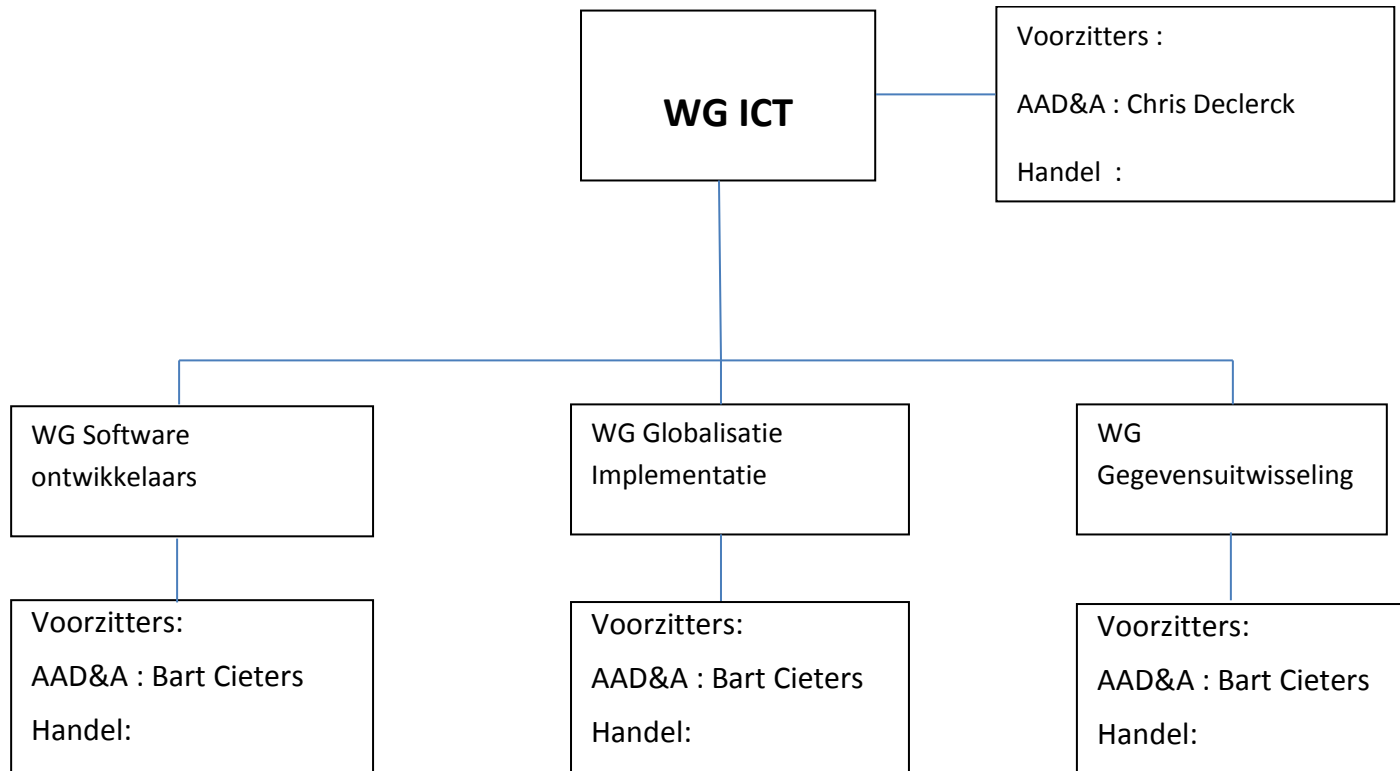 WG ICT
Voorzitters :
AAD&A : Chris Declerck
Handel :
WG Software
ontwikkelaars
WG Globalisatie
Implementatie
WG
Gegevensuitwisseling
Voorzitters:
AAD&A : Bart Cieters
Handel:
Voorzitters:
AAD&A : Bart Cieters
Handel:
Voorzitters:
AAD&A : Bart Cieters
Handel: